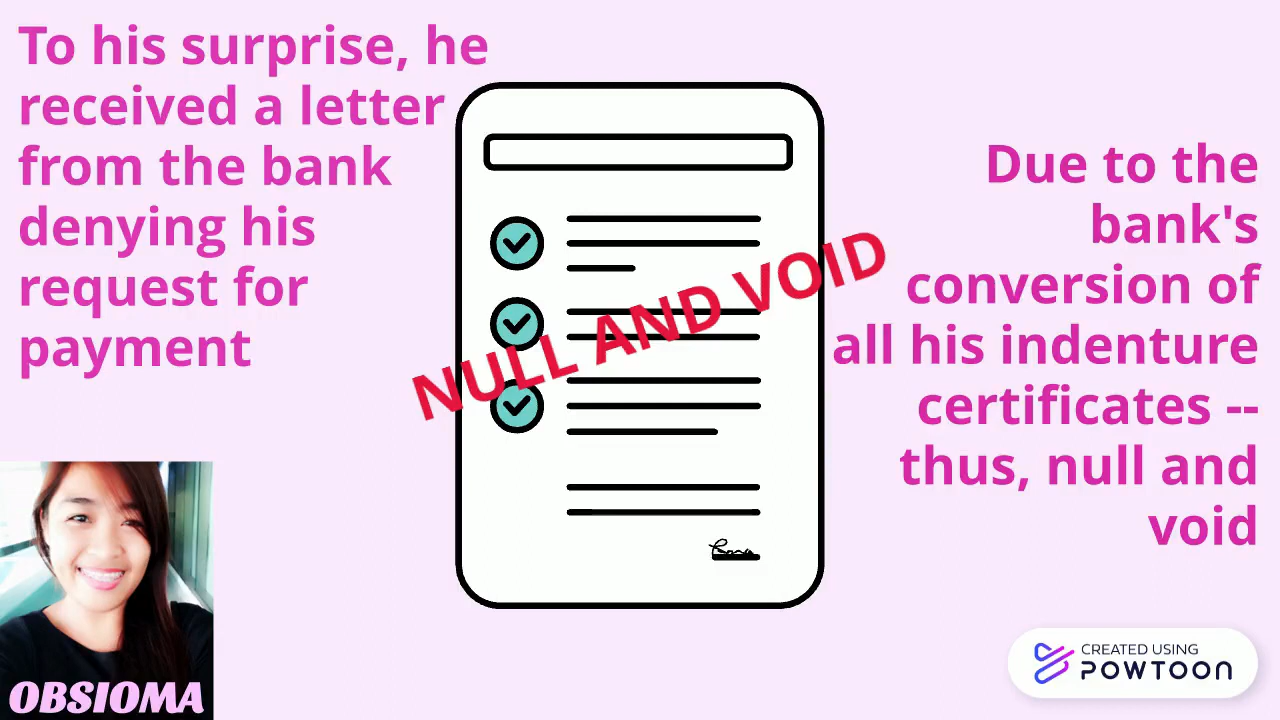 To his surprise, he
received a letter
from the bank
denying his
request for
payment
NULL AND VOID
Due to the
bank's
conversion of
all his indenture
certificates --
thus, null and
void
OBSIOMA
CREATED USING
POWTOON